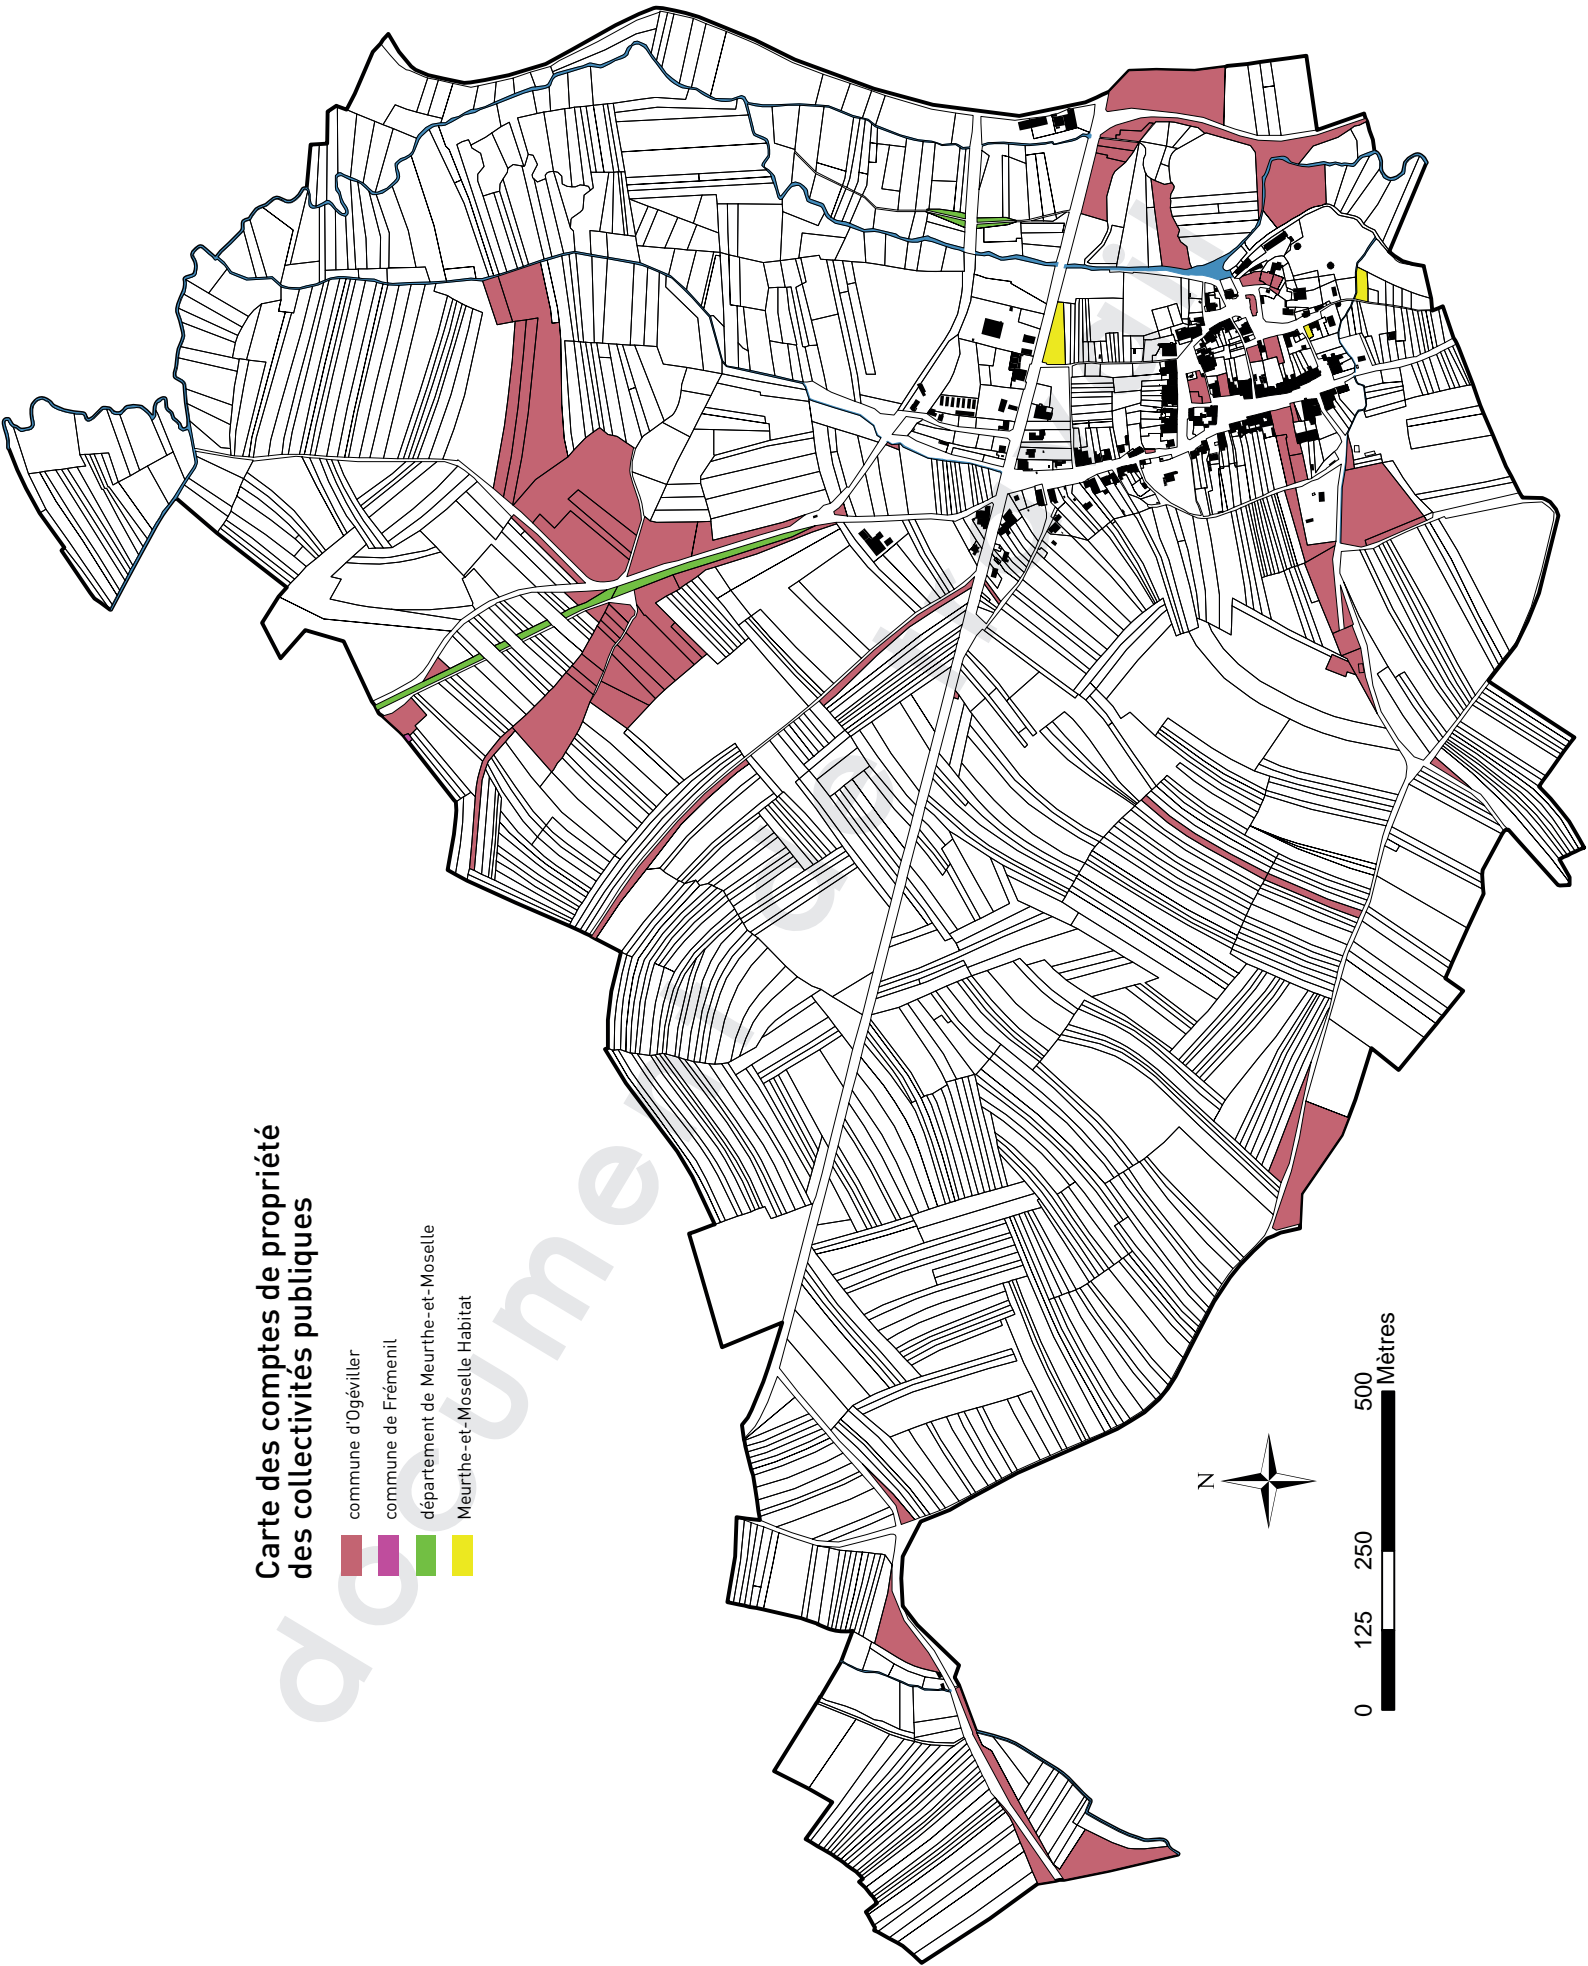 Carte des comptes de propriété
des collectivités publiques
commune d'Ogéviller
commune de Frémenil
département de Meurthe-et-Moselle
Meurthe-et-Moselle Habitat
N
0 125 250 500
Mètres